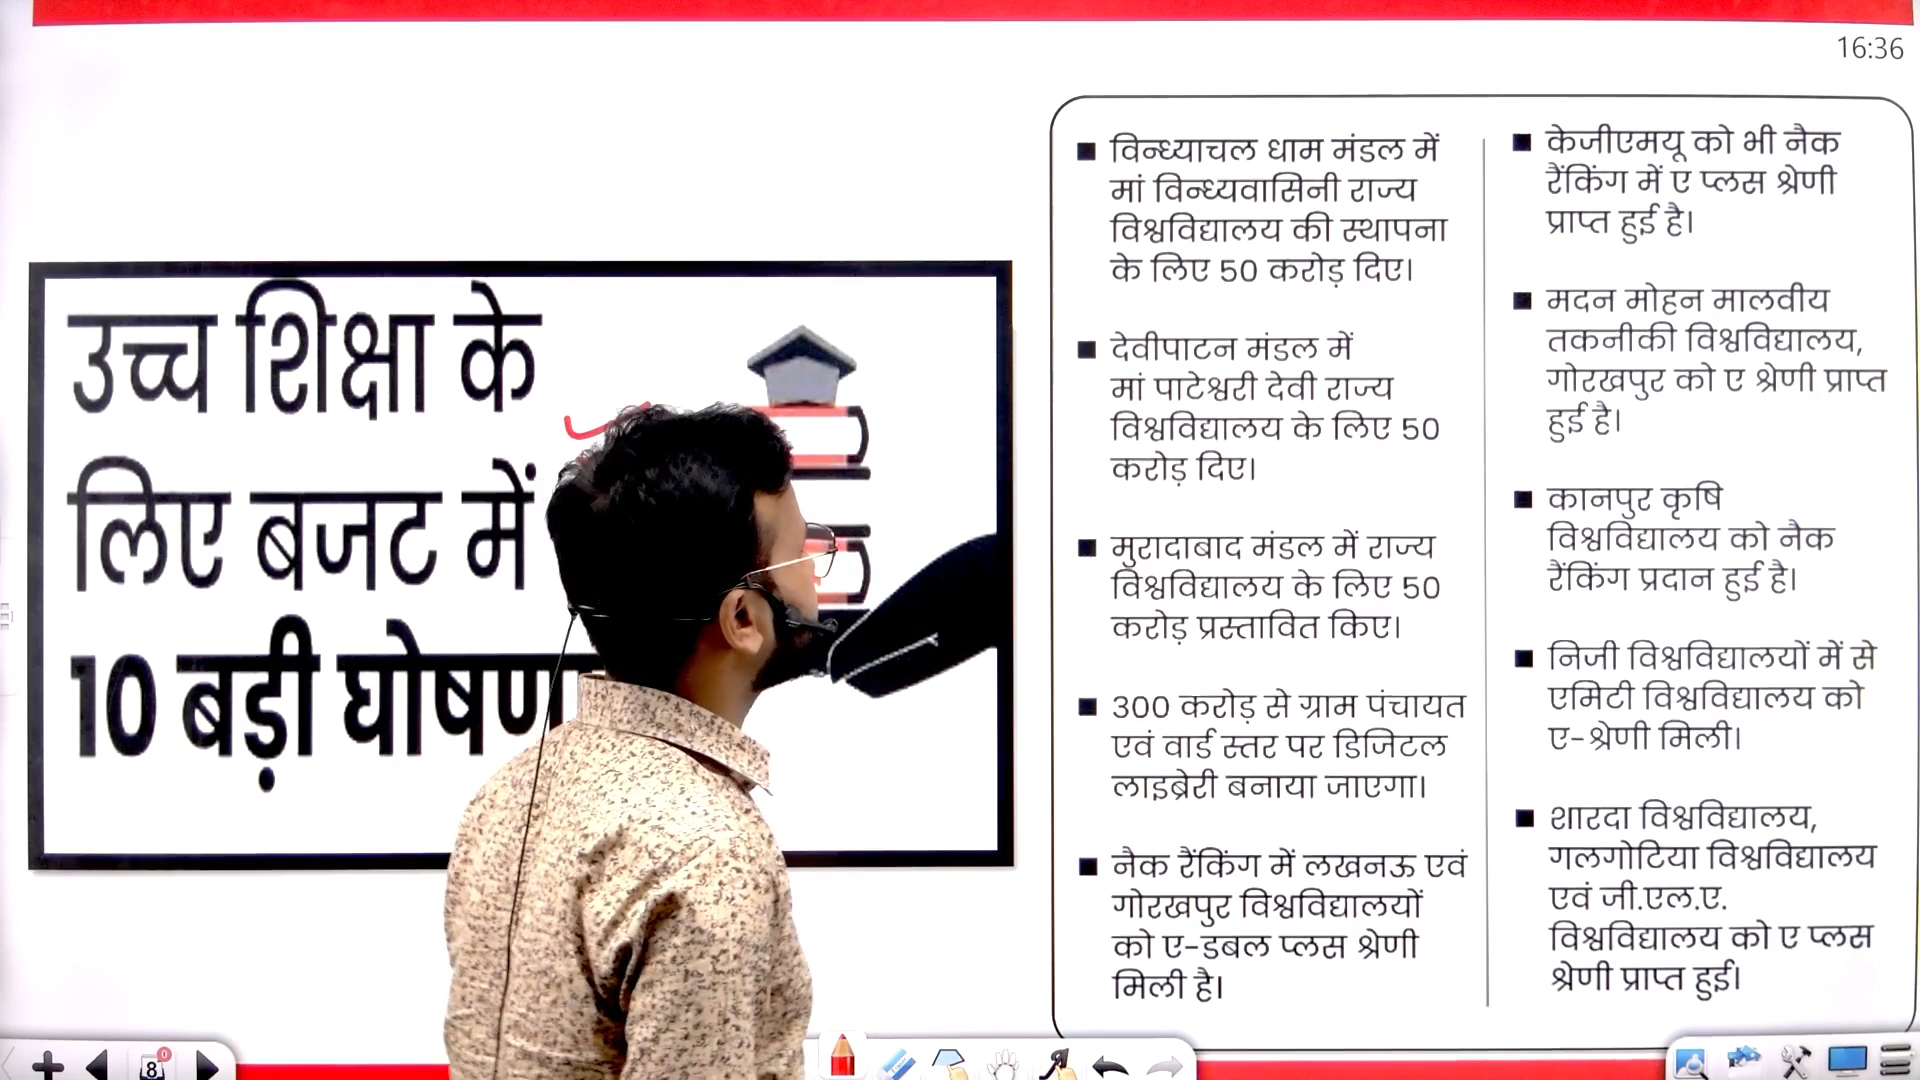 16:36
उच्च शिक्षा के
लिए बजट में
10 बड़ी
■ विन्ध्याचल धाम मंडल में
मां विन्ध्यवासिनी राज्य
विश्वविद्यालय की स्थापना
के लिए 50 करोड़ दिए।
■ देवीपाटन मंडल में
मां पाटेश्वरी देवी राज्य
विश्वविद्यालय के लिए 50
करोड़ दिए।
■ मुरादाबाद मंडल में राज्य
विश्वविद्यालय के लिए 50
करोड़ प्रस्तावित किए।
■ 300 करोड़ से ग्राम पंचायत
एवं वार्ड स्तर पर डिजिटल
लाइब्रेरी बनाया जाएगा।
■ नैक रैंकिंग में लखनऊ एवं
गोरखपुर विश्वविद्यालयों
को ए-डबल प्लस श्रेणी
मिली है।
■ केजीएमयू को भी नैक
रैंकिंग में ए प्लस श्रेणी
प्राप्त हुई है।
■ मदन मोहन मालवीय
तकनीकी विश्वविद्यालय,
गोरखपुर को ए श्रेणी प्राप्त
हुई है।
■ कानपुर कृषि
विश्वविद्यालय को नैक
रैंकिंग प्रदान हुई है।
■ निजी विश्वविद्यालयों में से
एमिटी विश्वविद्यालय को
ए-श्रेणी मिली।
■ शारदा विश्वविद्यालय,
गलगोटिया विश्वविद्यालय
एवं जी.एल.ए.
विश्वविद्यालय को ए प्लस
श्रेणी प्राप्त हुई।
8
0